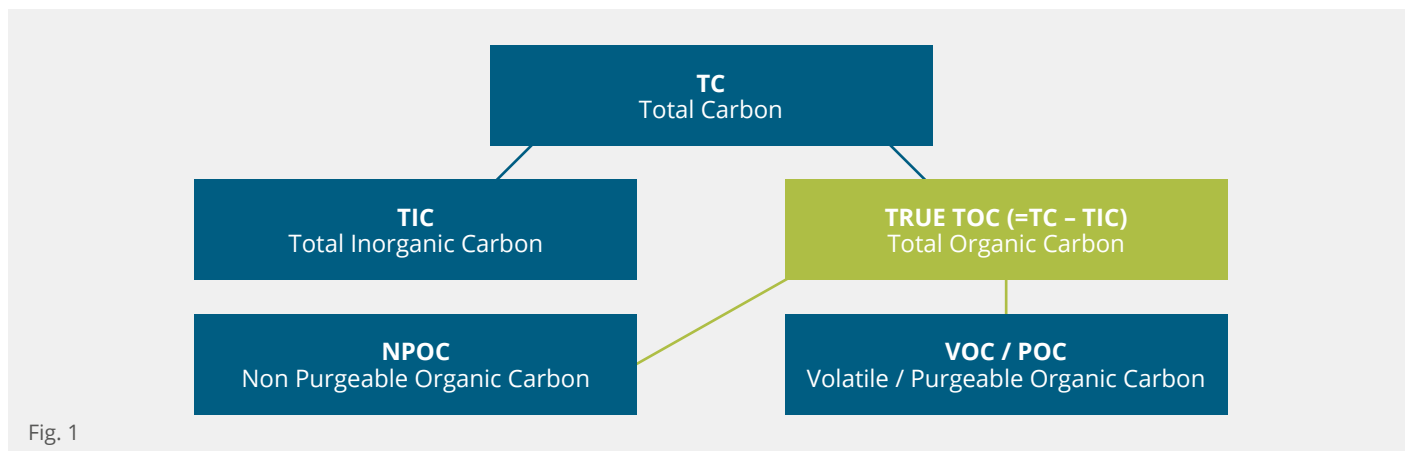 TC
Total Carbon
TIC
Total Inorganic Carbon
TRUE TOC (=TC – TIC)
Total Organic Carbon
NPOC
Non Purgeable Organic Carbon
VOC / POC
Volatile / Purgeable Organic Carbon
Fig. 1